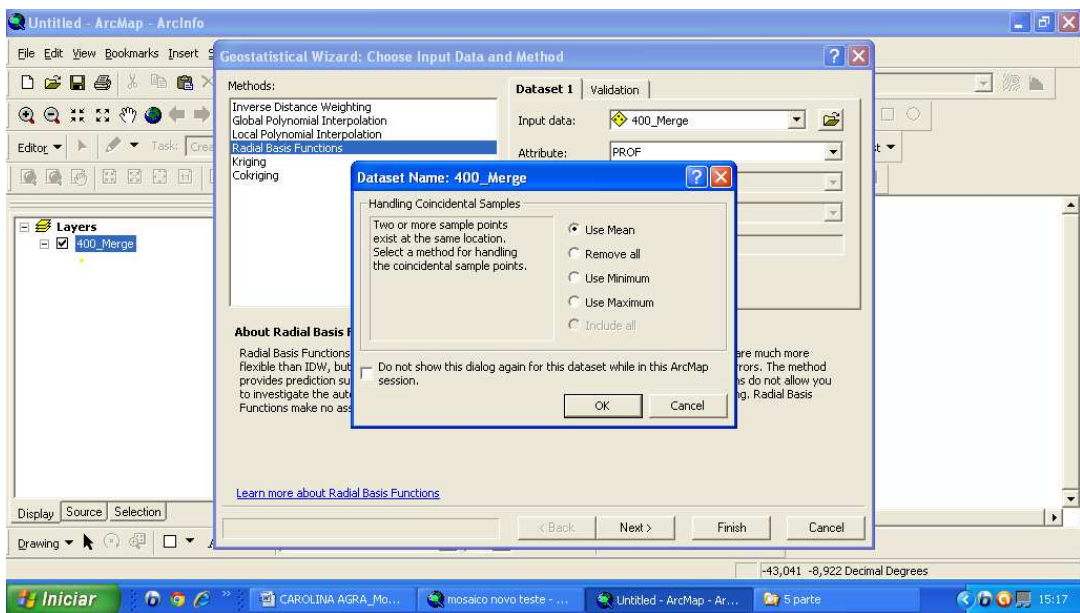 Untitled - ArcMap - ArcInfo
File Edit View Bookmarks Insert
Editor Task: Crea
Layers
400_Merge
Display Source Selection
Drawing
Geostatistical Wizard: Choose Input Data and Method
Methods:
Inverse Distance Weighting
Global Polynomial Interpolation
Local Polynomial Interpolation
Radial Basis Functions
Kriging
Cokriging
Dataset 1 Validation
Input data: 400_Merge
Attribute: PROF
Dataset Name: 400_Merge
Handling Coincidental Samples
Two or more sample points
exist at the same location.
Select a method for handling
the coincidental sample points.
Use Mean
Remove all
Use Minimum
Use Maximum
Include all
Do not show this dialog again for this dataset while in this ArcMap
session.
OK Cancel
About Radial Basis
Radial Basis Functions are much more
flexible than IDW, but rors. The method
provides prediction su s do not allow you
to investigate the aut ng. Radial Basis
Functions make no ass
Learn more about Radial Basis Functions
< Back Next > Finish Cancel
-43,041 -8,922 Decimal Degrees
Iniciar
CAROLINA AGRA_Mo...
mosaico novo teste - ...
Untitled - ArcMap - Ar...
5 parte
15:17